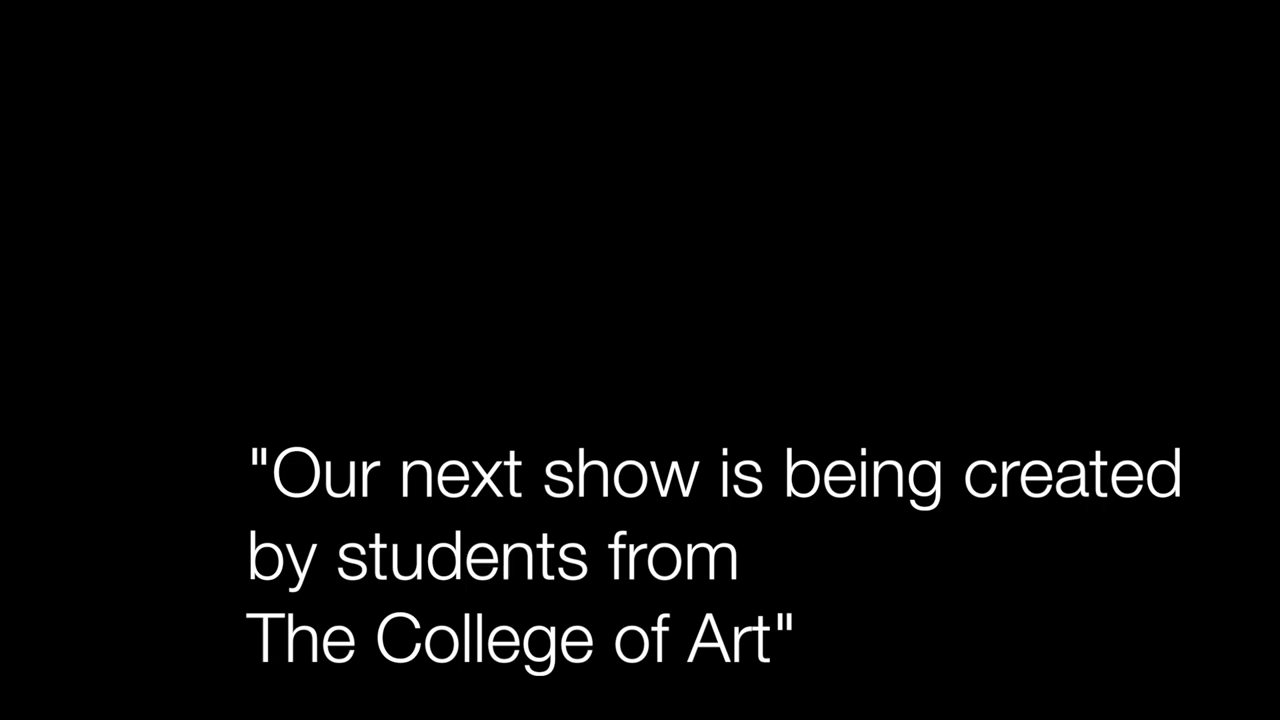 "Our next show is being created
by students from
The College of Art"